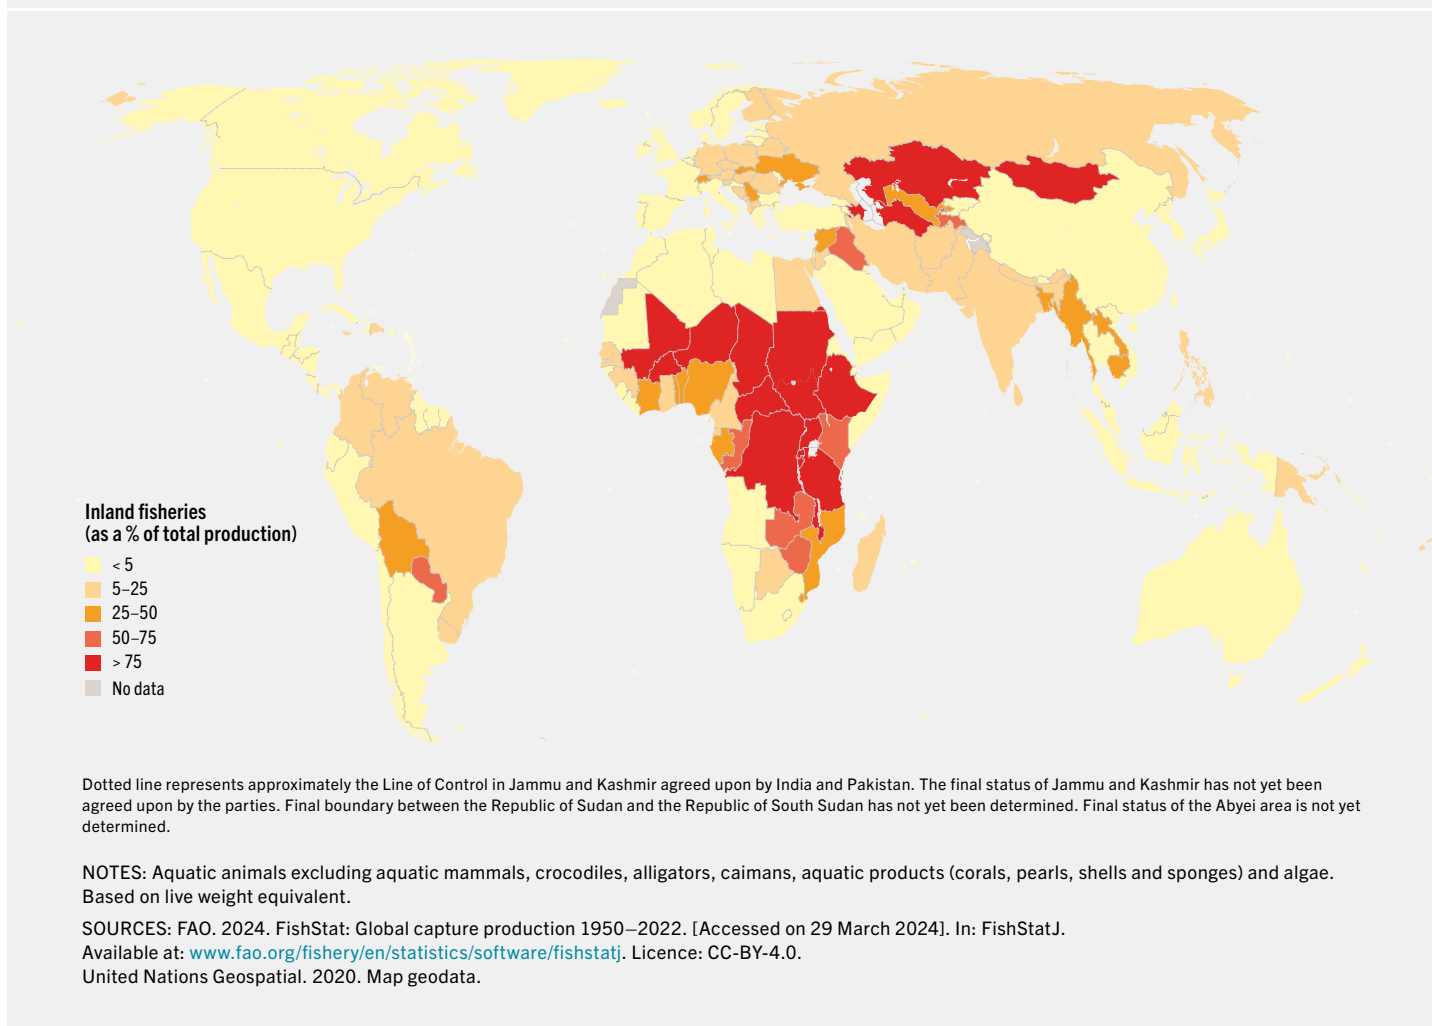 Inland fisheries
(as a % of total production)
< 5
5–25
25–50
50–75
> 75
No data
Dotted line represents approximately the Line of Control in Jammu and Kashmir agreed upon by India and Pakistan. The final status of Jammu and Kashmir has not yet been
agreed upon by the parties. Final boundary between the Republic of Sudan and the Republic of South Sudan has not yet been determined. Final status of the Abyei area is not yet
determined.
NOTES: Aquatic animals excluding aquatic mammals, crocodiles, alligators, caimans, aquatic products (corals, pearls, shells and sponges) and algae.
Based on live weight equivalent.
SOURCES: FAO. 2024. FishStat: Global capture production 1950–2022. [Accessed on 29 March 2024]. In: FishStatJ.
Available at: www.fao.org/fishery/en/statistics/software/fishstatj. Licence: CC-BY-4.0.
United Nations Geospatial. 2020. Map geodata.